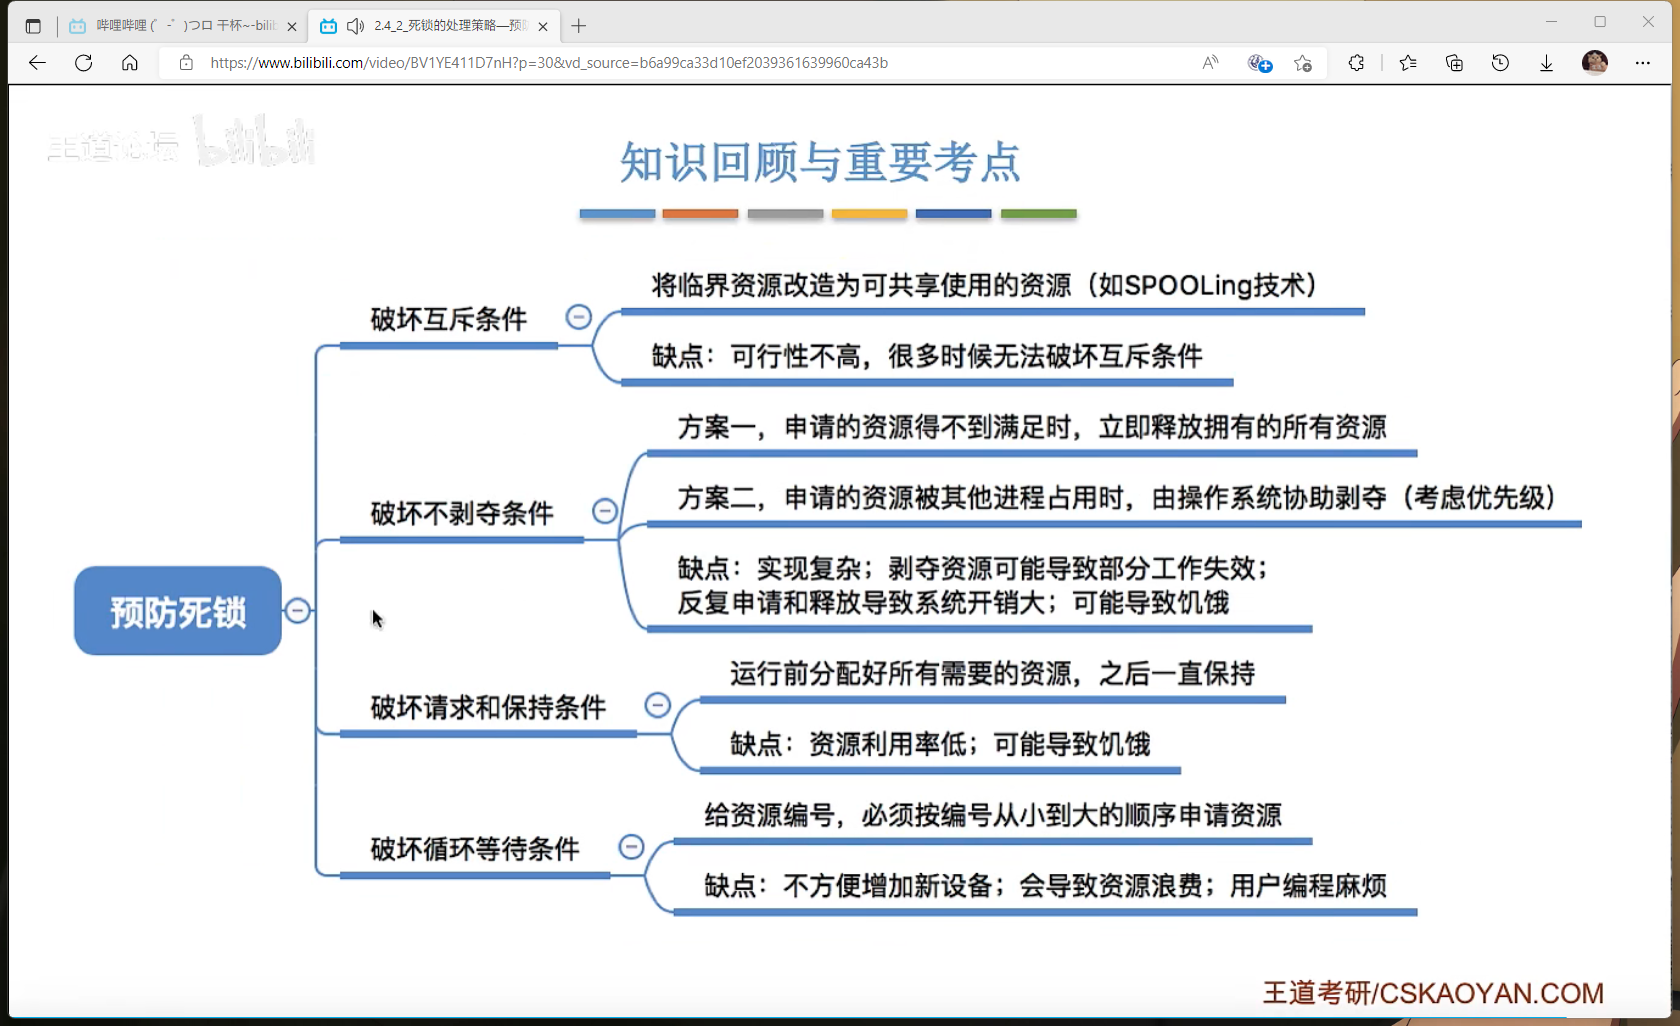 哔哩哔哩 (゜-゜)つロ 干杯~-bilib
2.4_2_死锁的处理策略—预防
https://www.bilibili.com/video/BV1YE411D7nH?p=30&vd_source=b6a99ca33d10ef2039361639960ca43b
王道论坛 bilibili
知识回顾与重要考点
将临界资源改造为可共享使用的资源（如SPOOLing技术）
破坏互斥条件
缺点：可行性不高，很多时候无法破坏互斥条件
方案一，申请的资源得不到满足时，立即释放拥有的所有资源
方案二，申请的资源被其他进程占用时，由操作系统协助剥夺（考虑优先级）
破坏不剥夺条件
缺点：实现复杂；剥夺资源可能导致部分工作失效；
反复申请和释放导致系统开销大；可能导致饥饿
预防死锁
运行前分配好所有需要的资源，之后一直保持
破坏请求和保持条件
缺点：资源利用率低；可能导致饥饿
给资源编号，必须按编号从小到大的顺序申请资源
破坏循环等待条件
缺点：不方便增加新设备；会导致资源浪费；用户编程麻烦
王道考研/CSKAOYAN.COM